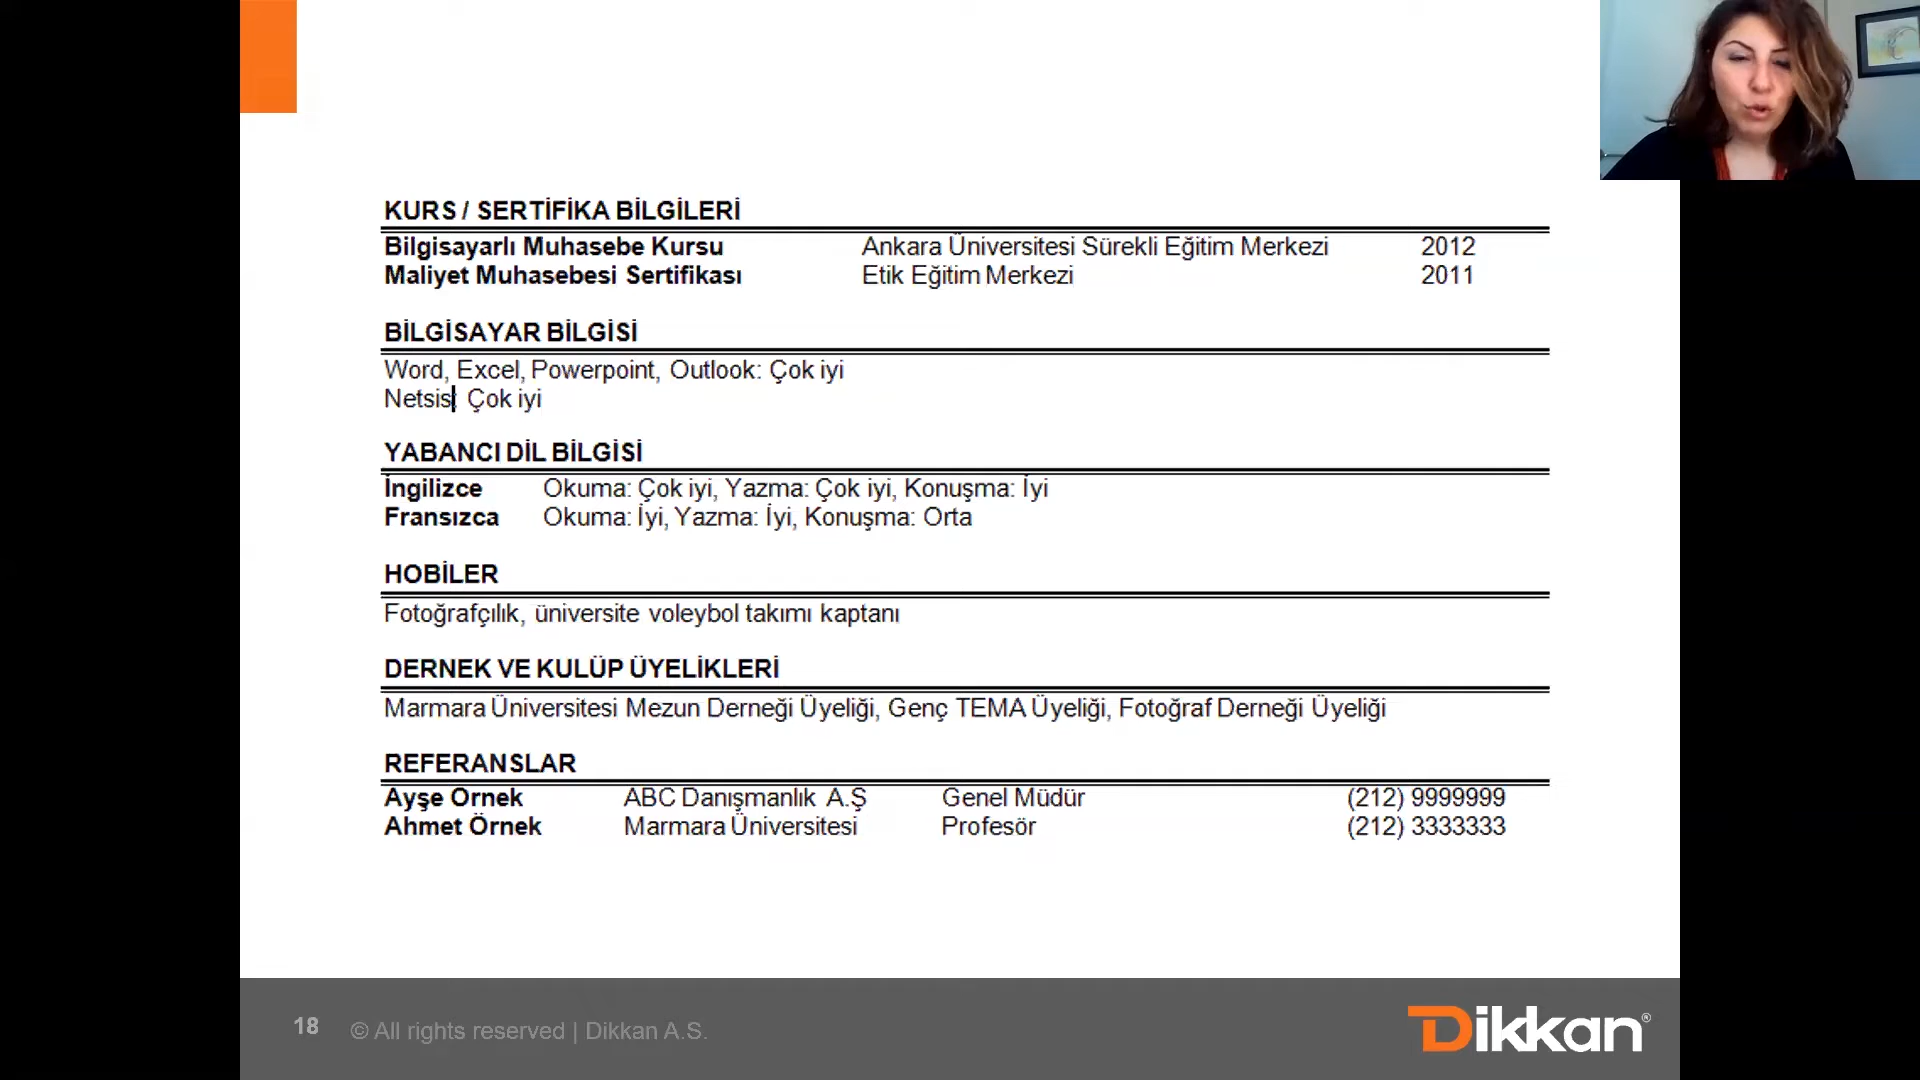 KURS / SERTİFİKA BİLGİLERİ
Bilgisayarlı Muhasebe Kursu Ankara Üniversitesi Sürekli Eğitim Merkezi 2012
Maliyet Muhasebesi Sertifikası Etik Eğitim Merkezi 2011
BİLGİSAYAR BİLGİSİ
Word, Excel, Powerpoint, Outlook: Çok iyi
Netsis: Çok iyi
YABANCI DİL BİLGİSİ
İngilizce Okuma: Çok iyi, Yazma: Çok iyi, Konuşma: İyi
Fransızca Okuma: İyi, Yazma: İyi, Konuşma: Orta
HOBİLER
Fotoğrafçılık, üniversite voleybol takımı kaptanı
DERNEK VE KULÜP ÜYELİKLERİ
Marmara Üniversitesi Mezun Derneği Üyeliği, Genç TEMA Üyeliği, Fotoğraf Derneği Üyeliği
REFERANSLAR
Ayşe Örnek ABC Danışmanlık A.Ş Genel Müdür (212) 9999999
Ahmet Örnek Marmara Üniversitesi Profesör (212) 3333333
18 © All rights reserved | Dikkan A.S.
Dikkan®